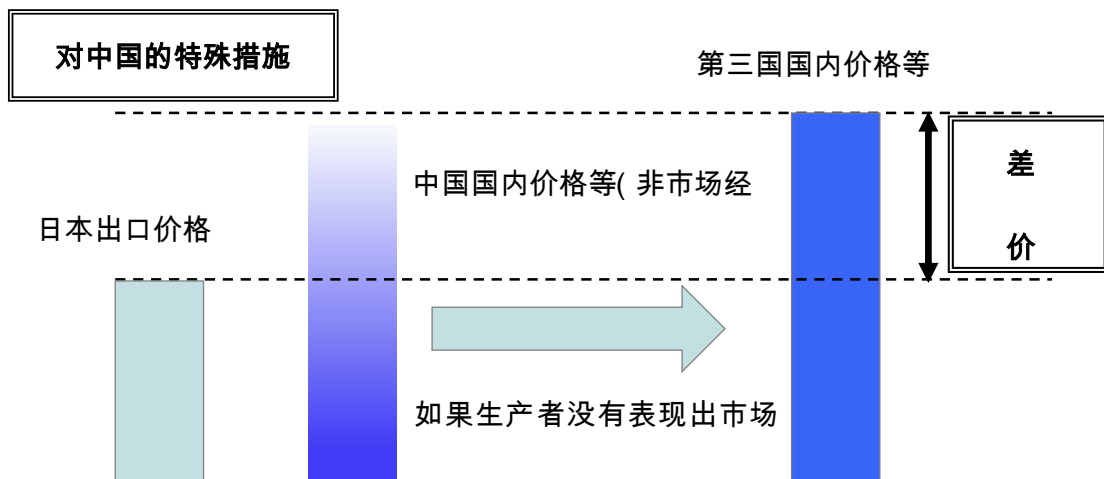 对中国的特殊措施
第三国国内价格等
中国国内价格等( 非市场经
日本出口价格
差
价
如果生产者没有表现出市场